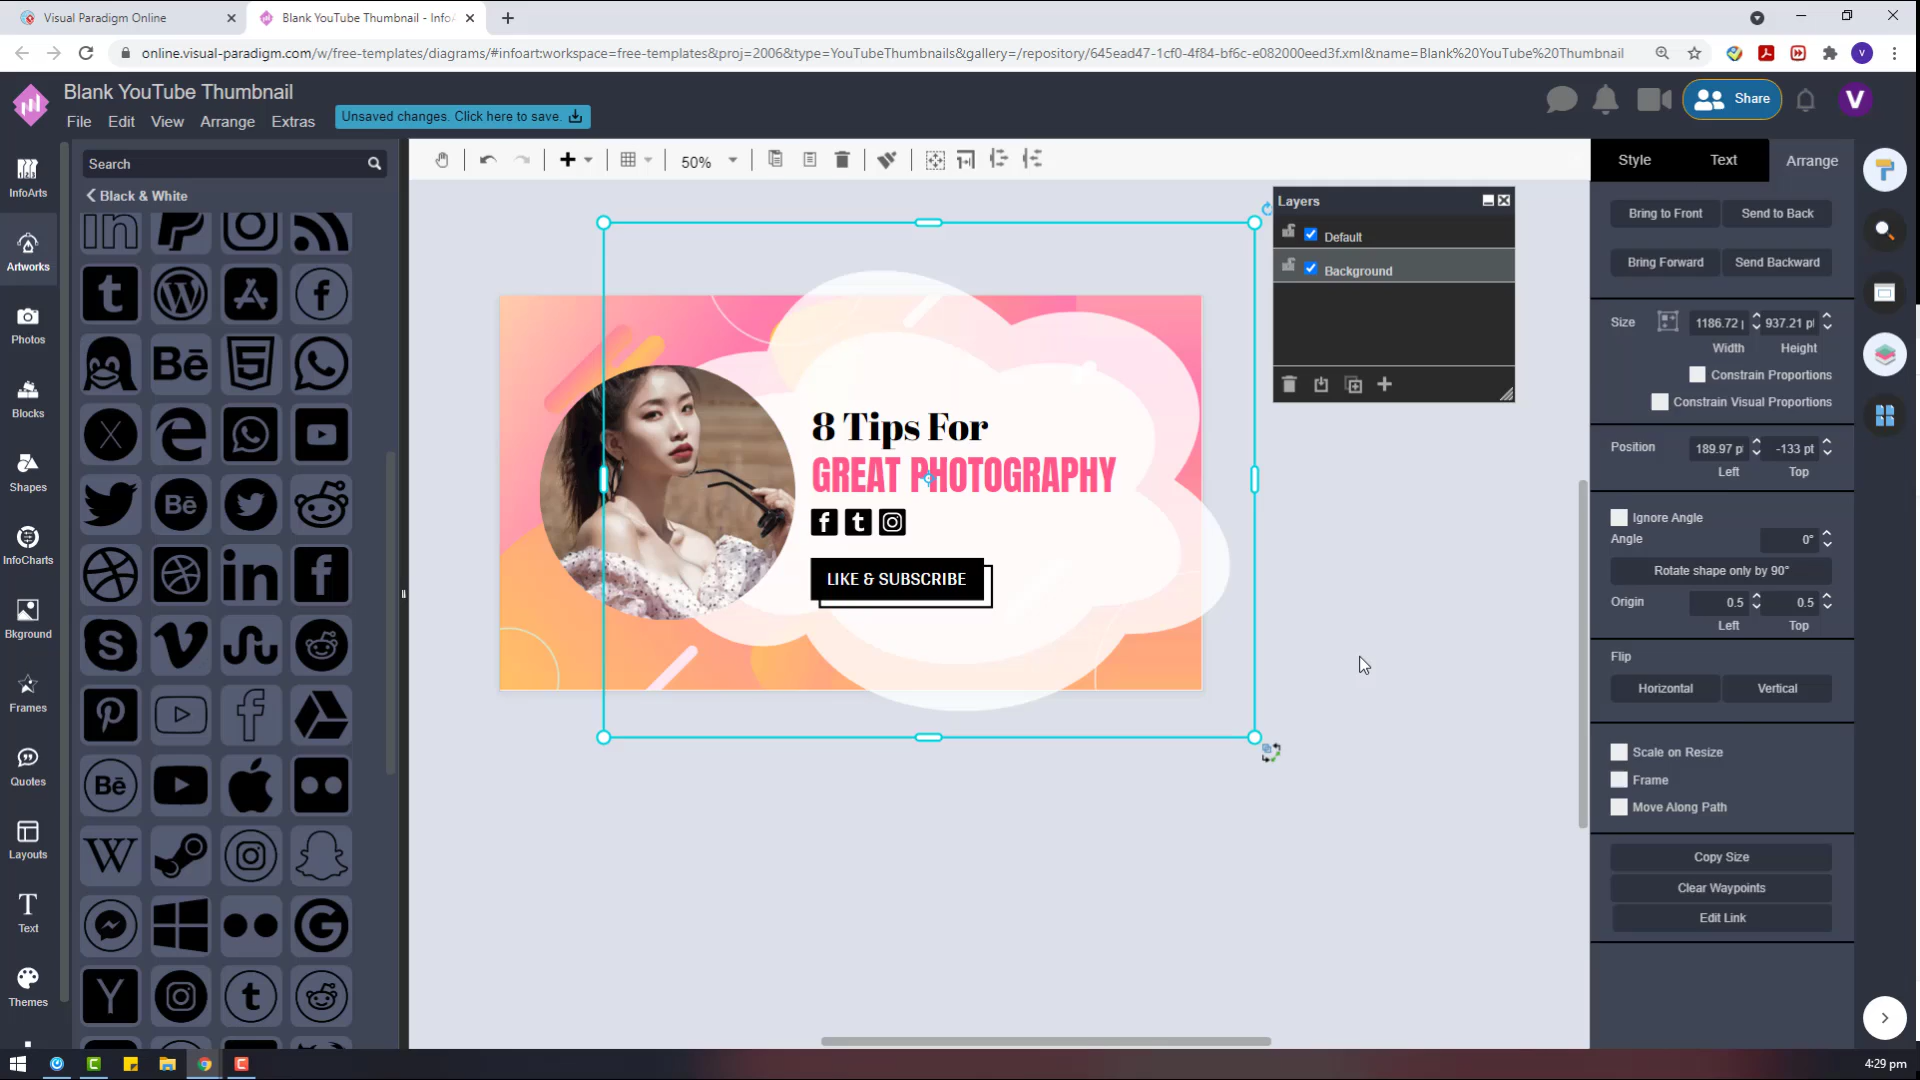 Visual Paradigm Online
Blank YouTube Thumbnail - InfoA
online.visual-paradigm.com/w/free-templates/diagrams/#infoart:workspace=free-templates&proj=2006&type=YouTubeThumbnails&gallery=/repository/645ead47-1cf0-4f84-bf6c-e082000eed3f.xml&name=Blank%20YouTube%20Thumbnail
V
Blank YouTube Thumbnail
File Edit View Arrange Extras
Unsaved changes. Click here to save.
Share
V
InfoArts
Artworks
Photos
Blocks
Shapes
InfoCharts
Bkground
Frames
Quotes
Layouts
Text
Themes
Search
Black & White
50%
8 Tips For
GREAT PHOTOGRAPHY
LIKE & SUBSCRIBE
Layers
Default
Background
Style Text Arrange
Bring to Front Send to Back
Bring Forward Send Backward
Size 1186.72 937.21 pt
Width Height
Constrain Proportions
Constrain Visual Proportions
Position 189.97 pt -133 pt
Left Top
Ignore Angle
Angle 0°
Rotate shape only by 90°
Origin 0.5 0.5
Left Top
Flip
Horizontal Vertical
Scale on Resize
Frame
Move Along Path
Copy Size
Clear Waypoints
Edit Link
4:29 pm